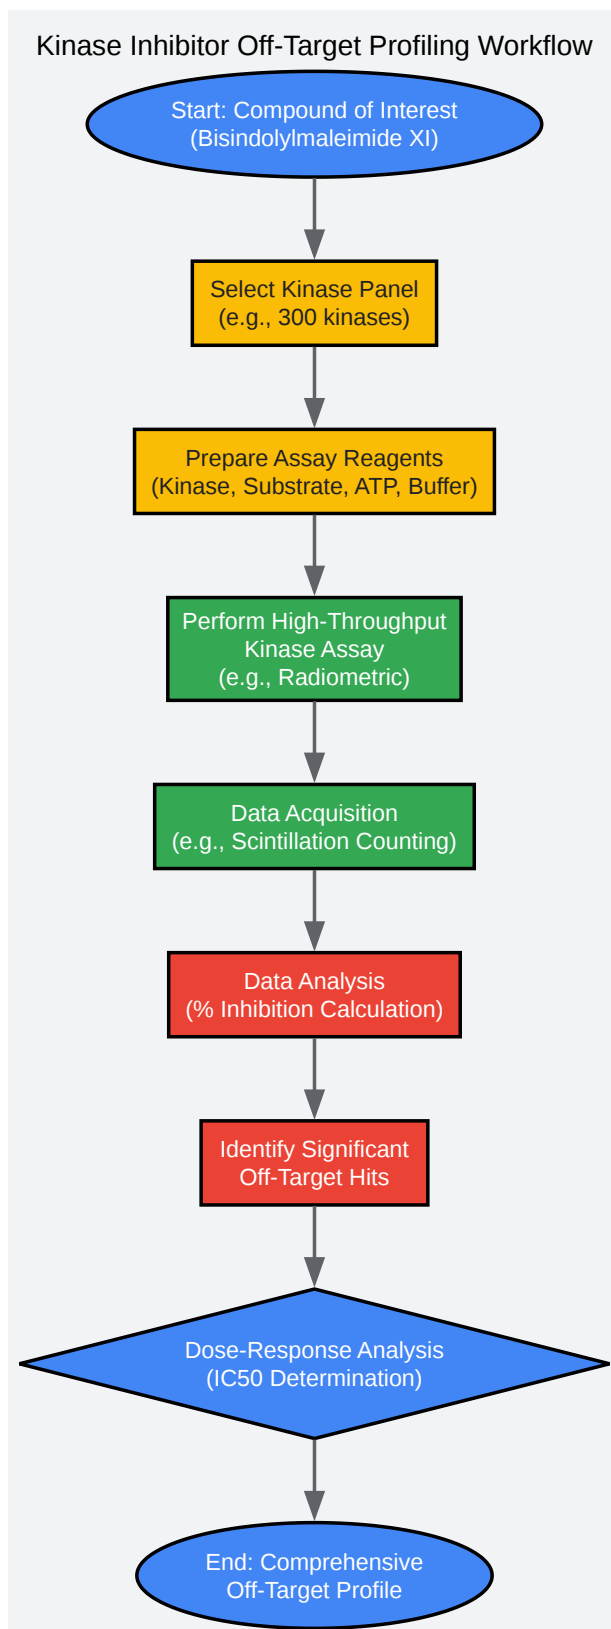 Kinase Inhibitor Off-Target Profiling Workflow
Start: Compound of Interest
(Bisindolylmaleimide XI)
Select Kinase Panel
(e.g., 300 kinases)
Prepare Assay Reagents
(Kinase, Substrate, ATP, Buffer)
Perform High-Throughput
Kinase Assay
(e.g., Radiometric)
Data Acquisition
(e.g., Scintillation Counting)
Data Analysis
(% Inhibition Calculation)
Identify Significant
Off-Target Hits
Dose-Response Analysis
(IC50 Determination)
End: Comprehensive
Off-Target Profile